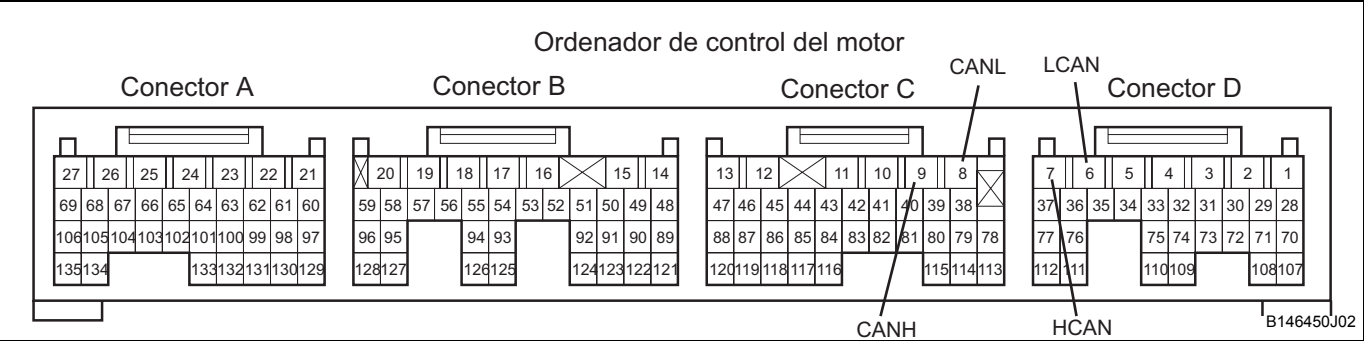 Ordenador de control del motor
CANL LCAN
Conector A Conector B Conector C Conector D
27 26 25 24 23 22 21 20 19 18 17 16 15 14 13 12 11 10 9 8 7 6 5 4 3 2 1
69 68 67 66 65 64 63 62 61 60 59 58 57 56 55 54 53 52 51 50 49 48 47 46 45 44 43 42 41 40 39 38 37 36 35 34 33 32 31 30 29 28
106 105 104 103 102 101 100 99 98 97 96 95 94 93 92 91 90 89 88 87 86 85 84 83 82 81 80 79 78 77 76 75 74 73 72 71 70
135 134 133 132 131 130 129 128 127 126 125 124 123 122 121 120 119 118 117 116 115 114 113 112 111 110 109 108 107
CANH HCAN B146450J02